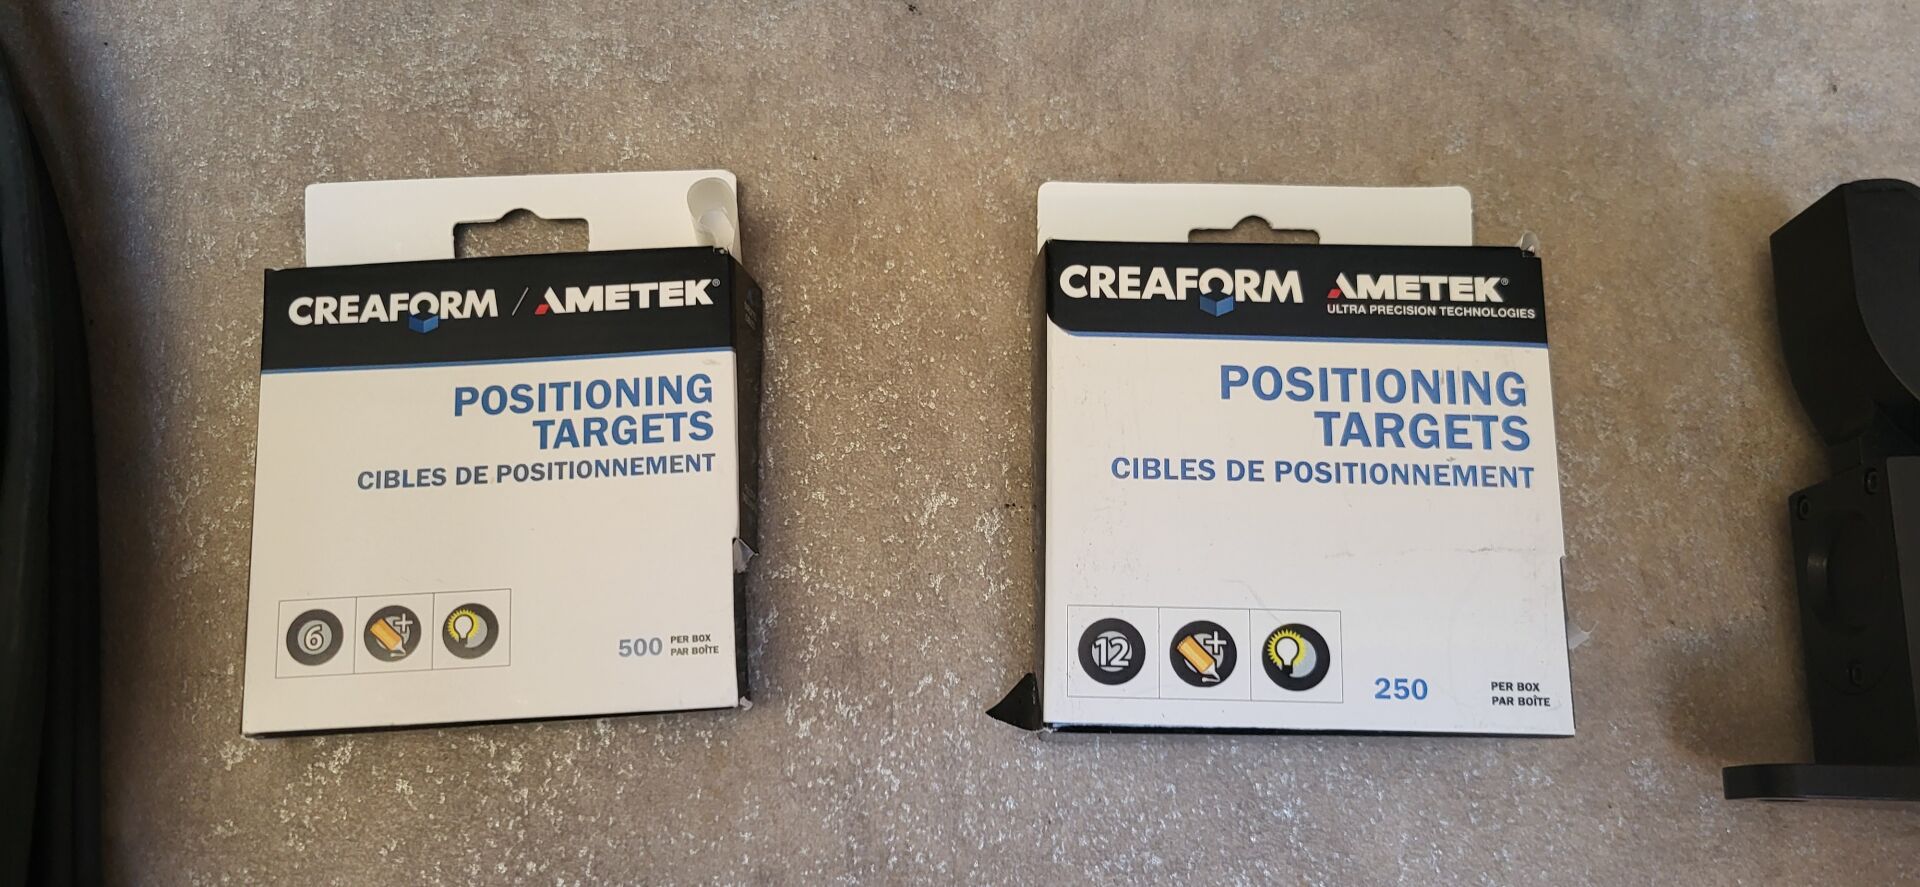 CREAFORM / AMETEK®
POSITIONING
TARGETS
CIBLES DE POSITIONNEMENT
6
500 PER BOX
PAR BOÎTE
CREAFORM AMETEK®
ULTRA PRECISION TECHNOLOGIES
POSITIONING
TARGETS
CIBLES DE POSITIONNEMENT
12
250 PER BOX
PAR BOÎTE